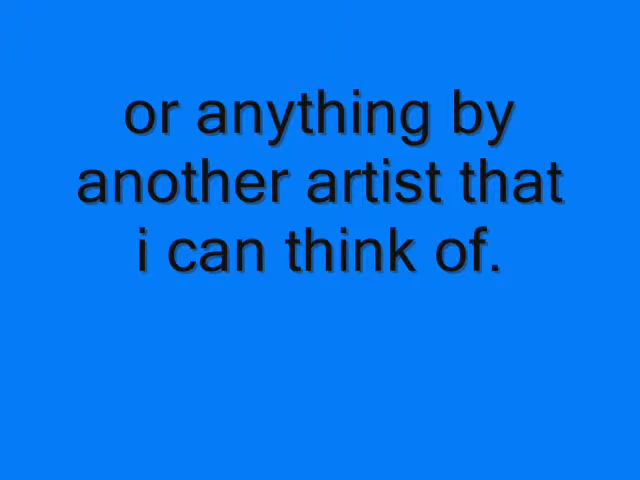 or anything by
another artist that
i can think of.